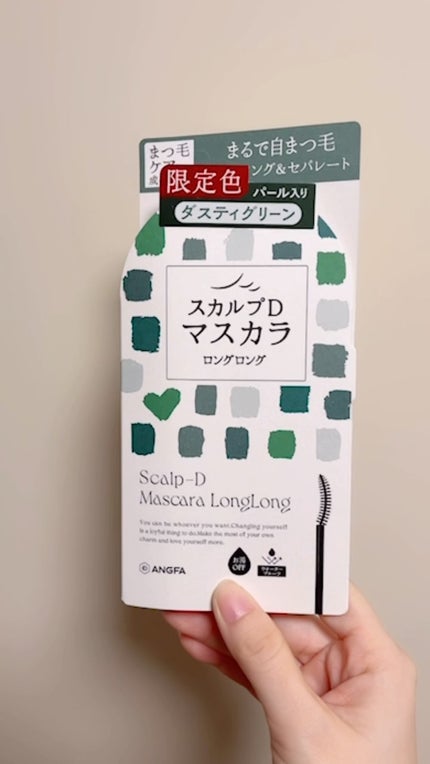 まつ毛
ケア
成
まるで自まつ毛
ング&セパレート
限定色
パール入り
ダスティグリーン
スカルプD
マスカラ
ロングロング
Scalp-D
Mascara LongLong
You can be whoever you want.Changing yourself
is a joyful thing to do.Make the most of your own
charm and love yourself more.
ANGFA
お湯
OFF
ウォーター
プルーフ